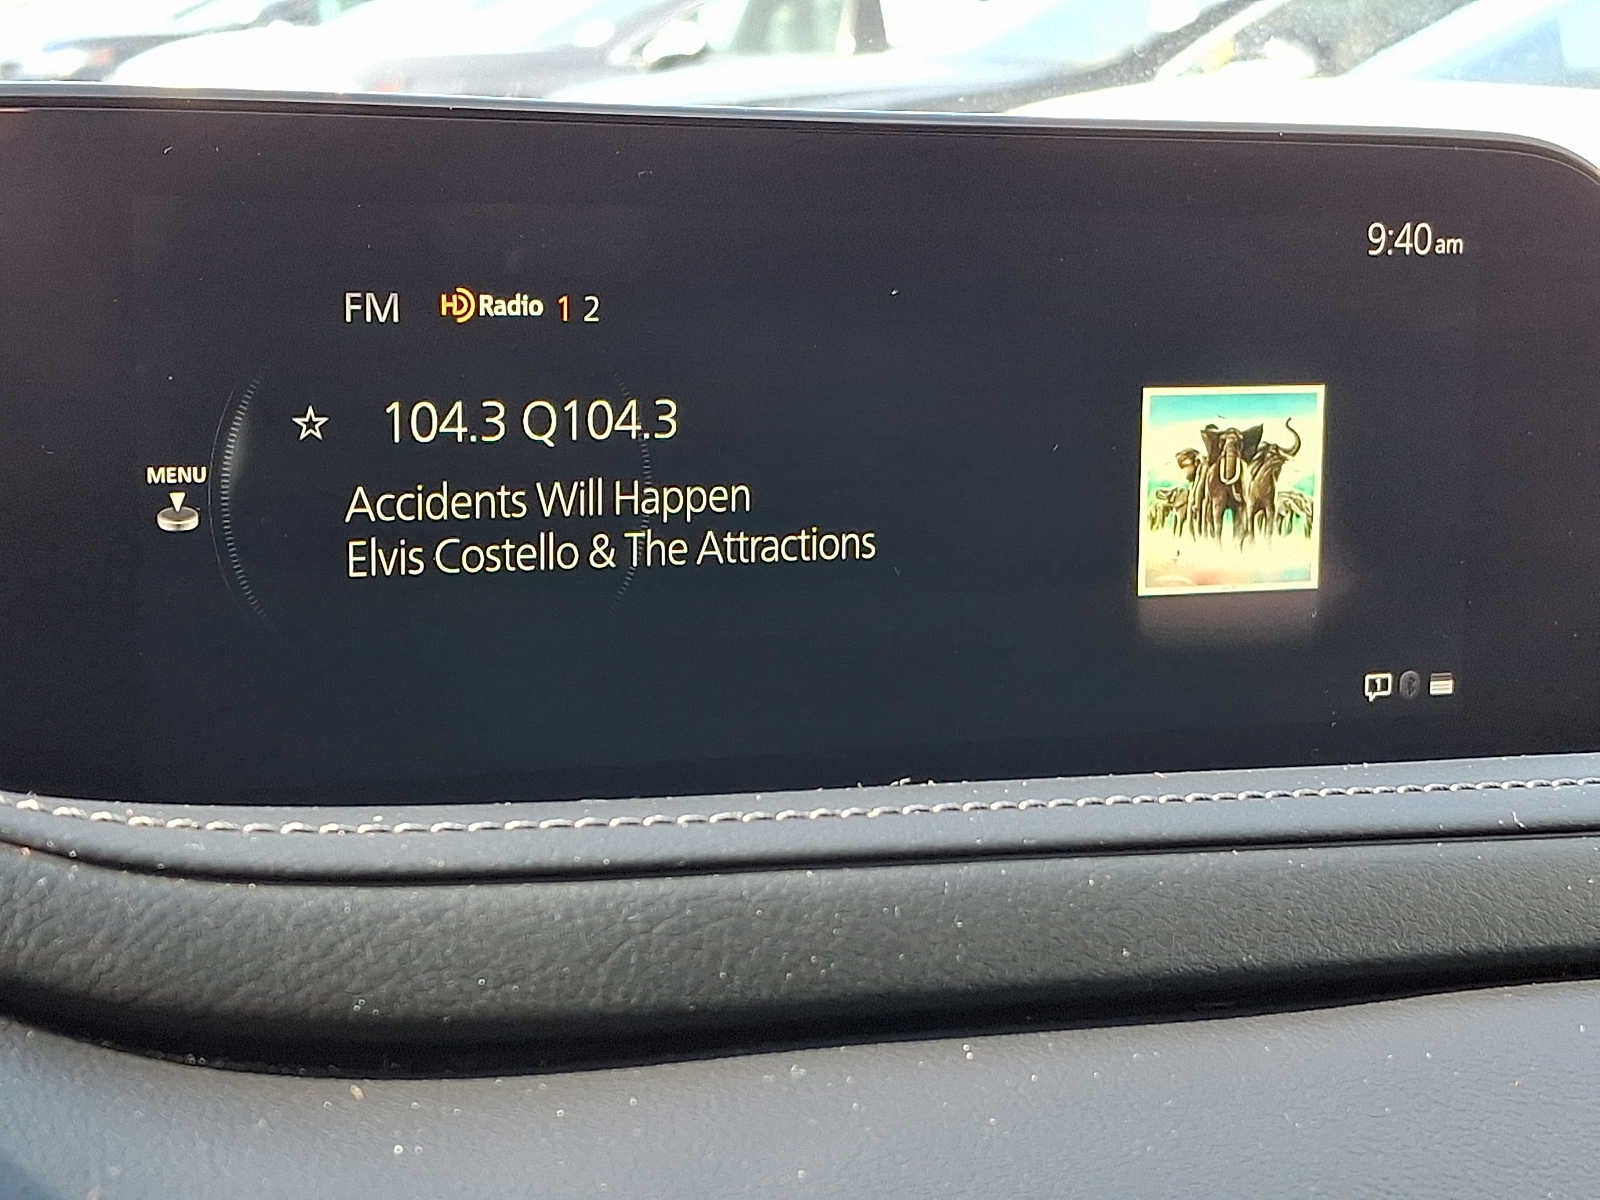 9:40am
FM HD Radio 1 2
104.3 Q104.3
MENU
Accidents Will Happen
Elvis Costello & The Attractions
1